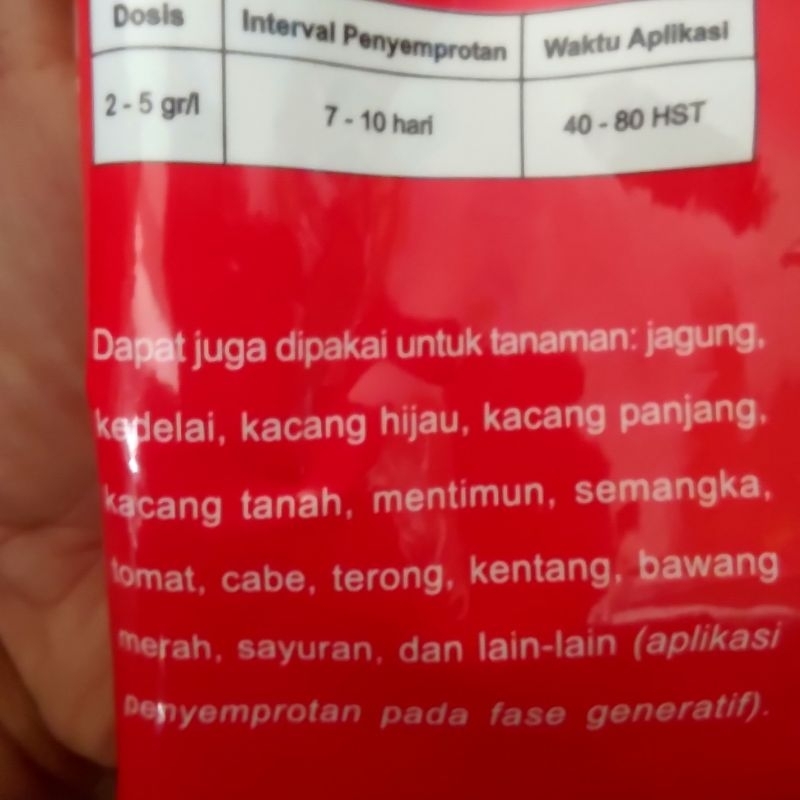 Dosis Interval Penyemprotan Waktu Aplikasi
2 - 5 gr/l 7 - 10 hari 40 - 80 HST
Dapat juga dipakai untuk tanaman: jagung,
kedelai, kacang hijau, kacang panjang,
kacang tanah, mentimun, semangka,
tomat, cabe, terong, kentang, bawang
merah, sayuran, dan lain-lain (aplikasi
penyemprotan pada fase generatif).